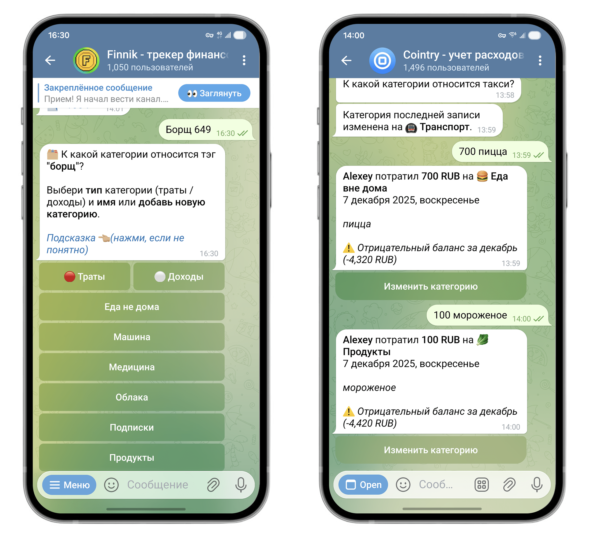 16:30
Finnik - трекер финанс
1,050 пользователей
Закреплённое сообщение
Прием! Я начал вести канал....
👀 Заглянуть
14:07
Борщ 649 16:30
К какой категории относится тэг
"борщ"?
Выбери тип категории (траты /
доходы) и имя или добавь новую
категорию.
Подсказка 👈(нажми, если не
понятно)
16:30
🔴 Траты
⚪ Доходы
Еда не дома
Машина
Медицина
Облака
Подписки
Продукты
Меню
Сообщение
14:00
Cointry - учет расходов
1,496 пользователей
К какой категории относится такси?
13:58
Категория последней записи
изменена на 🚇 Транспорт. 13:59
700 пицца 13:59
Alexey потратил 700 RUB на 🍔 Еда
вне дома
7 декабря 2025, воскресенье
пицца
⚠️ Отрицательный баланс за декабрь
(-4,320 RUB)
13:59
Изменить категорию
100 мороженое 14:00
Alexey потратил 100 RUB на 🥬
Продукты
7 декабря 2025, воскресенье
мороженое
⚠️ Отрицательный баланс за декабрь
(-4,420 RUB)
14:00
Изменить категорию
Open
Сооб...